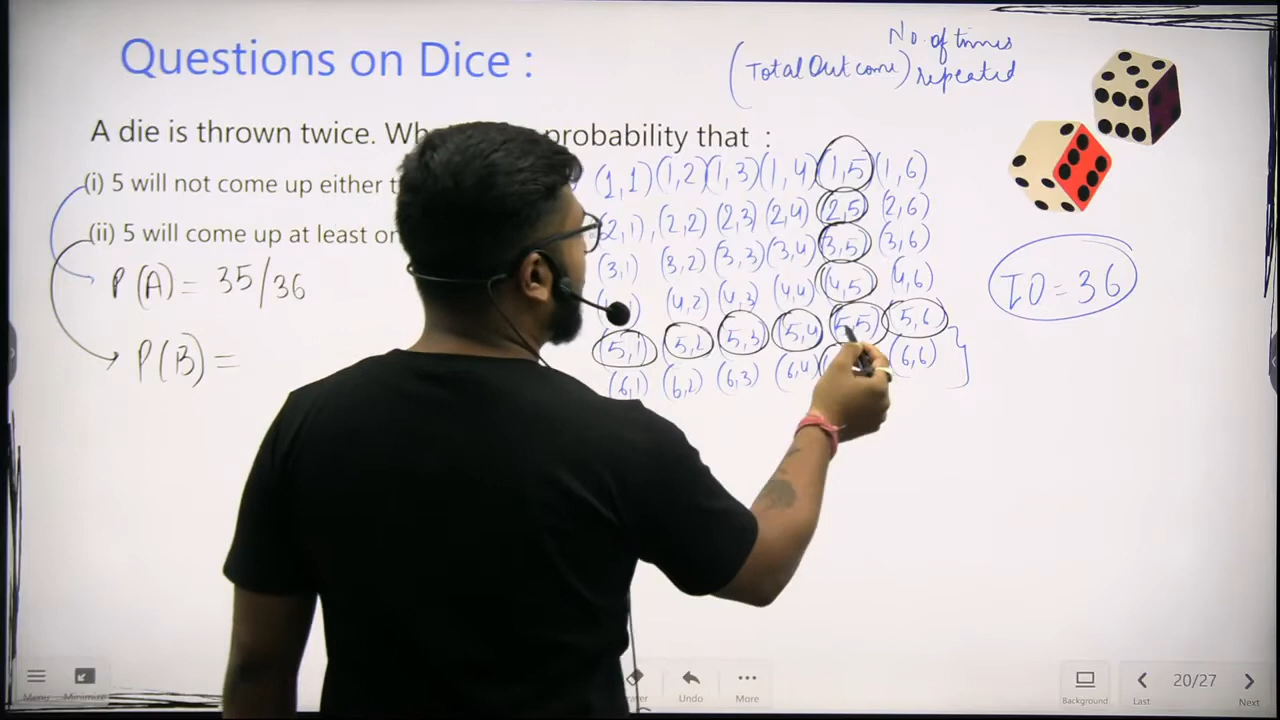 Questions on Dice :
No. of times
(Total Outcome) repeated
A die is thrown twice. probability that :
(i) 5 will not come up either
(ii) 5 will come up at least
(1,1) (1,2) (1,3) (1,4) (1,5) (1,6)
2,1), (2,2) (2,3) (2,4) (2,5) (2,6)
(3,1) (3,2) (3,3) (3,4) (3,5) (3,6)
(4,2) (4,3) (4,4) (4,5) (4,6)
(5,1) (5,2) (5,3) (5,4) (5,5) (5,6)
(6,1) (6,2) (6,3) (6,4) (6,6)
TO = 36
P(A) = 35/36
P(B) =
Menu
Minimize
Undo
More
Background
Last
20/27
Next